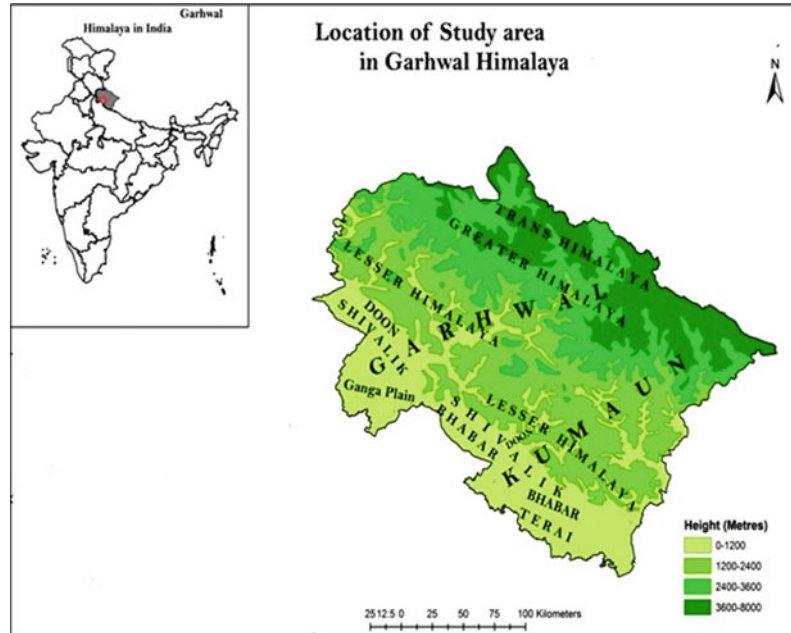 Garhwal
Himalaya in India
Location of Study area
in Garhwal Himalaya
N
TRANS HIMALAYA
GREATER HIMALAYA
LESSER HIMALAYA
DOON
SHIVALIK
GARHWAL
Ganga Plain
SHIVALIK
DOON
BHABAR
LESSER HIMALAYA
KUMAUN
BHABAR
TERAI
Height (Metres)
0-1200
1200-2400
2400-3600
3600-8000
25 12.5 0 25 50 75 100 Kilometers